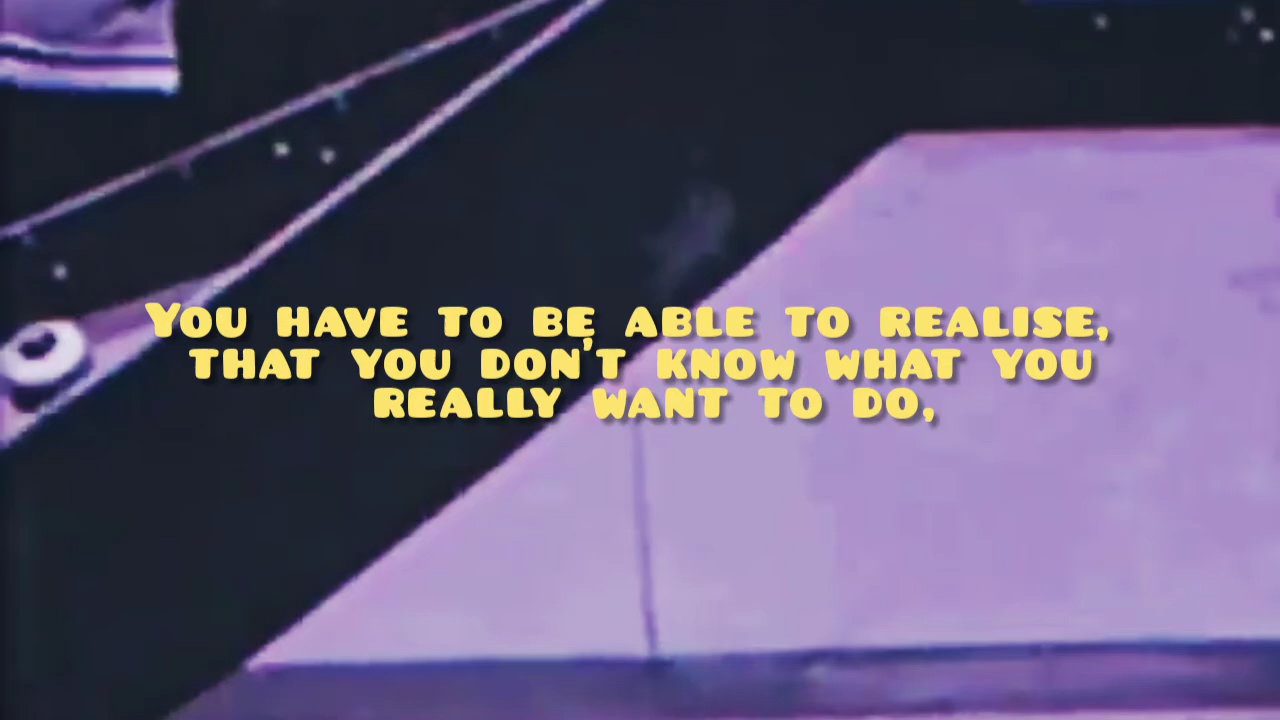 You have to be able to realise,
that you don't know what you
really want to do,